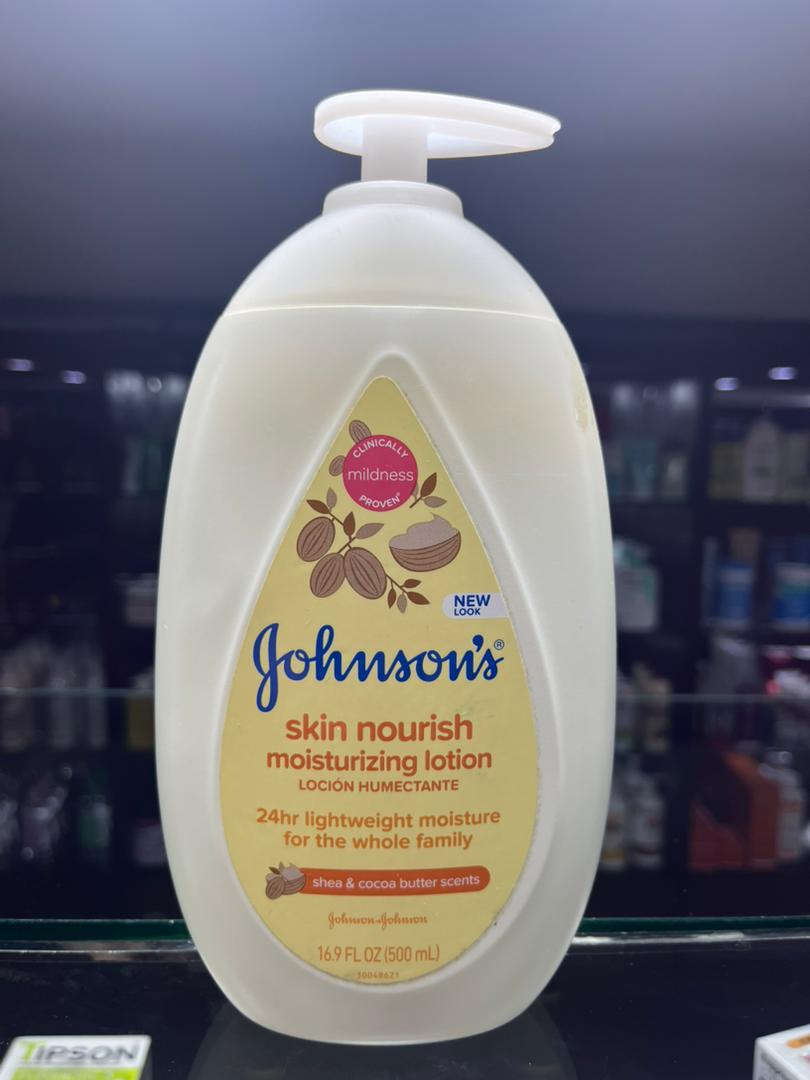 CLINICALLY
mildness
PROVEN®
NEW
LOOK
Johnson's®
skin nourish
moisturizing lotion
LOCIÓN HUMECTANTE
24hr lightweight moisture
for the whole family
shea & cocoa butter scents
Johnson & Johnson
16.9 FL OZ (500 mL)
30048621
TIPSON